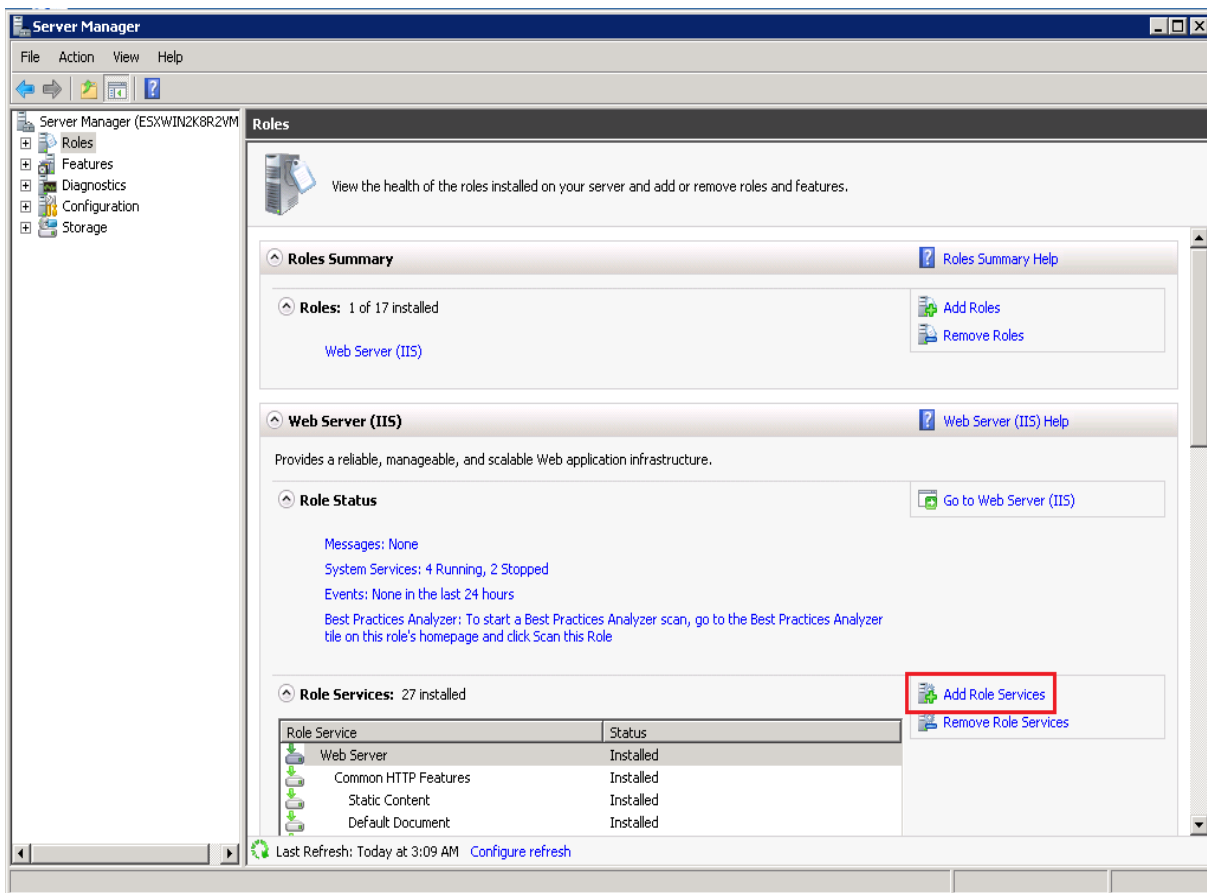 Server Manager
File Action View Help
Server Manager (ESXWIN2K8R2VM
Roles
Features
Diagnostics
Configuration
Storage
Roles
View the health of the roles installed on your server and add or remove roles and features.
Roles Summary
Roles Summary Help
Roles: 1 of 17 installed
Add Roles
Remove Roles
Web Server (IIS)
Web Server (IIS)
Web Server (IIS) Help
Provides a reliable, manageable, and scalable Web application infrastructure.
Role Status
Go to Web Server (IIS)
Messages: None
System Services: 4 Running, 2 Stopped
Events: None in the last 24 hours
Best Practices Analyzer: To start a Best Practices Analyzer scan, go to the Best Practices Analyzer
tile on this role's homepage and click Scan this Role
Role Services: 27 installed
Add Role Services
Remove Role Services
Role Service Status
Web Server Installed
Common HTTP Features Installed
Static Content Installed
Default Document Installed
Last Refresh: Today at 3:09 AM Configure refresh